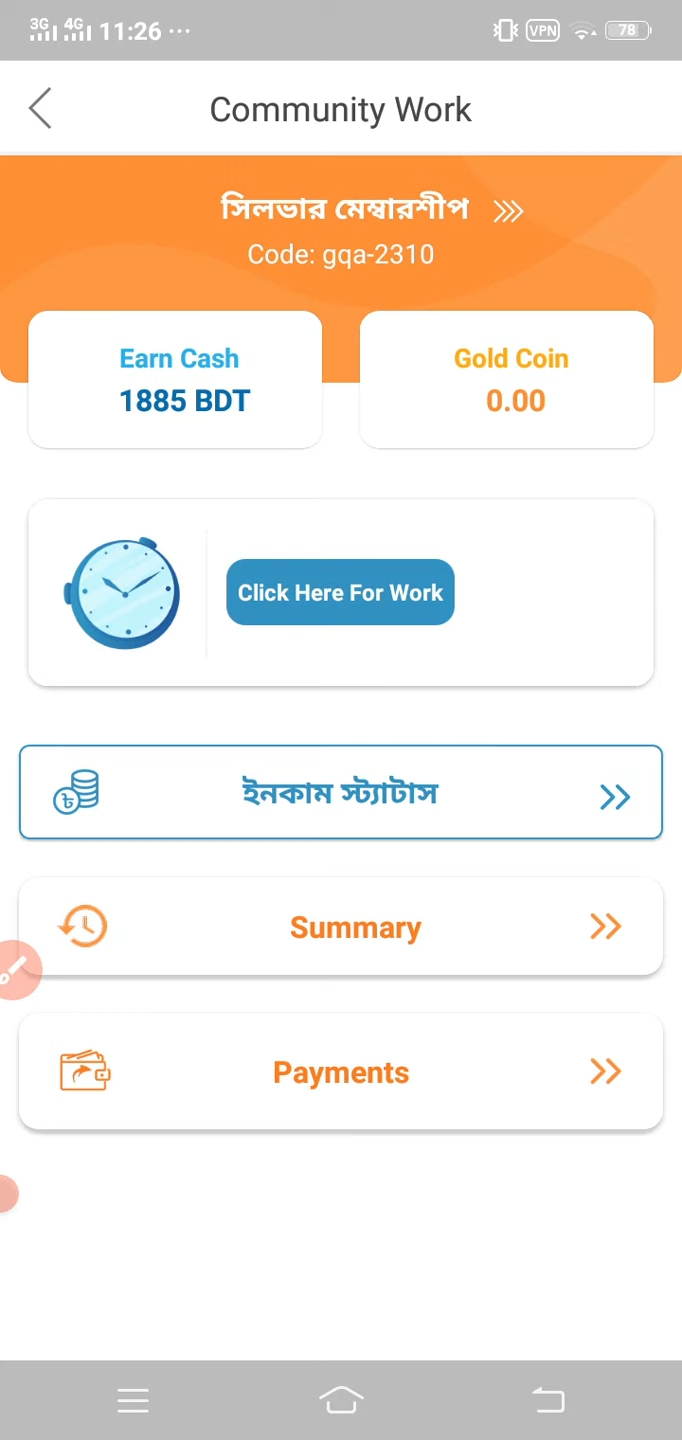 3G 4G 11:26 ... VPN 78
Community Work
সিলভার মেম্বারশীপ
Code: gqa-2310
Earn Cash
1885 BDT
Gold Coin
0.00
Click Here For Work
৳
ইনকাম স্ট্যাটাস
Summary
Payments